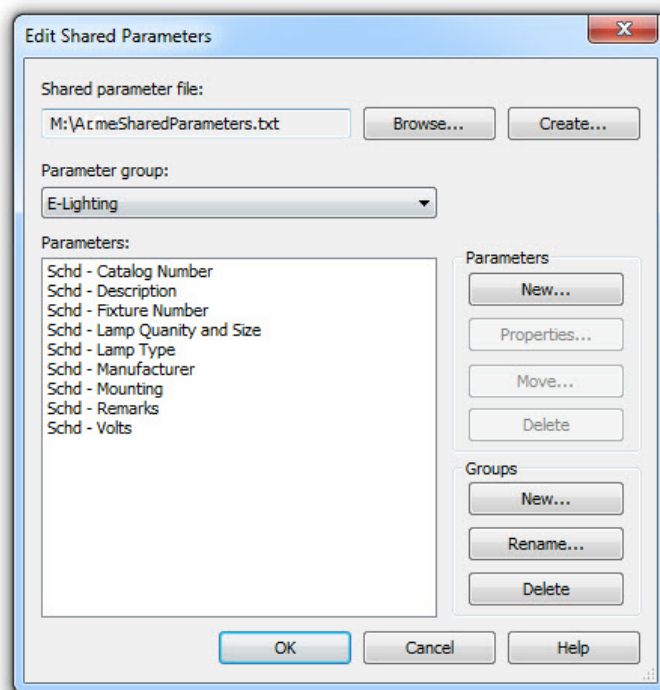 Edit Shared Parameters
Shared parameter file:
M:\AcmeSharedParameters.txt
Browse...
Create...
Parameter group:
E-Lighting
Parameters:
Schd - Catalog Number
Schd - Description
Schd - Fixture Number
Schd - Lamp Quanity and Size
Schd - Lamp Type
Schd - Manufacturer
Schd - Mounting
Schd - Remarks
Schd - Volts
Parameters
New...
Properties...
Move...
Delete
Groups
New...
Rename...
Delete
OK
Cancel
Help